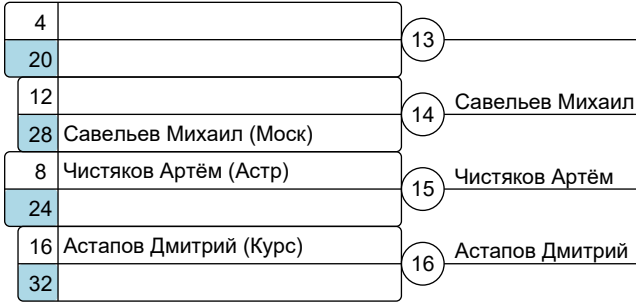 4
13
20
12
14 Савельев Михаил
28 Савельев Михаил (Моск)
8 Чистяков Артём (Астр)
15 Чистяков Артём
24
16 Астапов Дмитрий (Курс)
16 Астапов Дмитрий
32